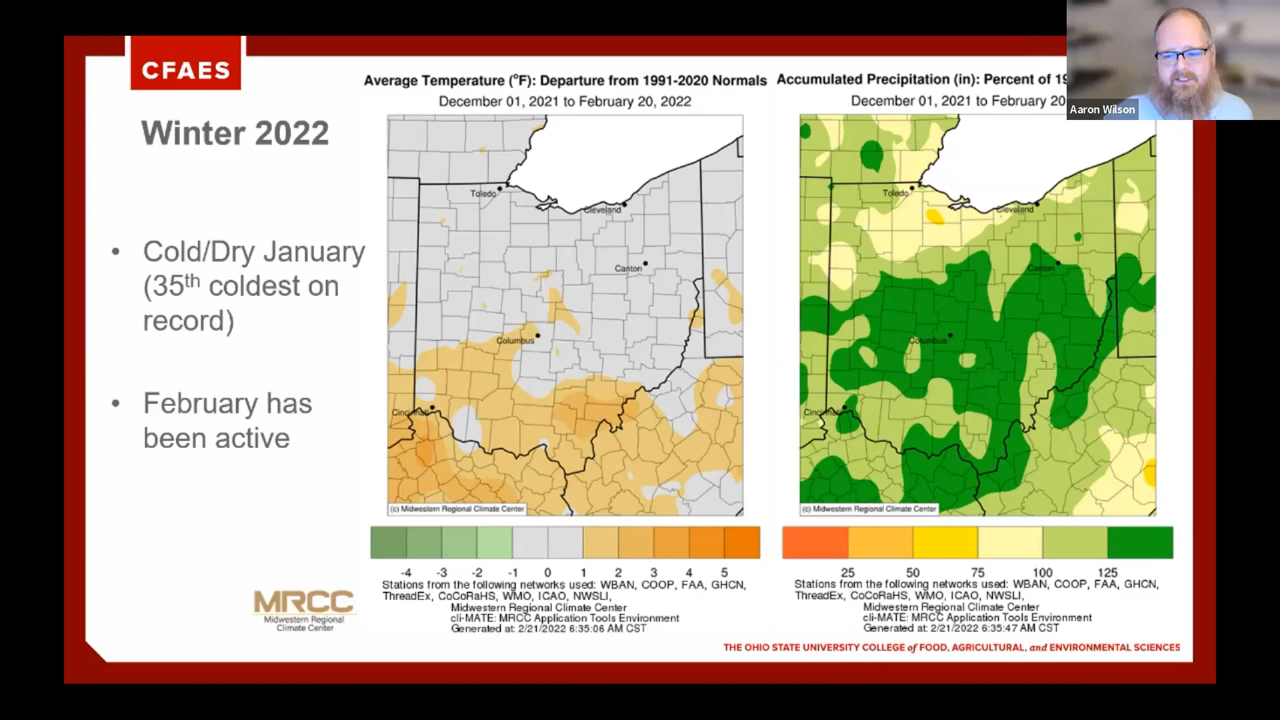 CFAES
Winter 2022
• Cold/Dry January
(35th coldest on
record)
• February has
been active
MRCC
Midwestern Regional
Climate Center
Average Temperature (°F): Departure from 1991-2020 Normals
December 01, 2021 to February 20, 2022
Toledo
Cleveland
Canton
Columbus
Cincinnati
(c) Midwestern Regional Climate Center
-4 -3 -2 -1 0 1 2 3 4 5
Stations from the following networks used: WBAN, COOP, FAA, GHCN,
ThreadEx, CoCoRaHS, WMO, ICAO, NWSLI,
Midwestern Regional Climate Center
cli-MATE: MRCC Application Tools Environment
Generated at: 2/21/2022 6:35:06 AM CST
Accumulated Precipitation (in): Percent of 19
December 01, 2021 to February 20
Toledo
Cleveland
Canton
Columbus
Cincinnati
(c) Midwestern Regional Climate Center
25 50 75 100 125
Stations from the following networks used: WBAN, COOP, FAA, GHCN,
ThreadEx, CoCoRaHS, WMO, ICAO, NWSLI,
Midwestern Regional Climate Center
cli-MATE: MRCC Application Tools Environment
Generated at: 2/21/2022 6:35:47 AM CST
THE OHIO STATE UNIVERSITY COLLEGE of FOOD, AGRICULTURAL, and ENVIRONMENTAL SCIENCES
Aaron Wilson